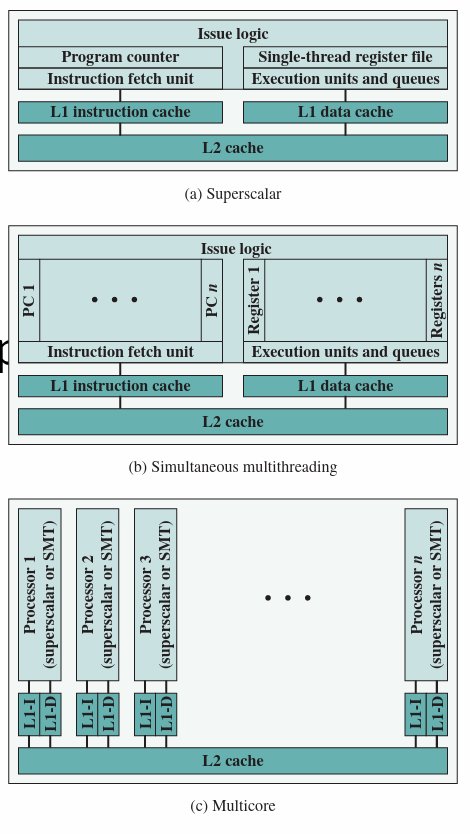 Issue logic
Program counter
Single-thread register file
Instruction fetch unit
Execution units and queues
L1 instruction cache
L1 data cache
L2 cache
(a) Superscalar
Issue logic
PC 1
• • •
PC n
Register 1
• • •
Registers n
Instruction fetch unit
Execution units and queues
L1 instruction cache
L1 data cache
L2 cache
(b) Simultaneous multithreading
Processor 1
(superscalar or SMT)
Processor 2
(superscalar or SMT)
Processor 3
(superscalar or SMT)
• • •
Processor n
(superscalar or SMT)
L1-I
L1-D
L1-I
L1-D
L1-I
L1-D
L1-I
L1-D
L2 cache
(c) Multicore